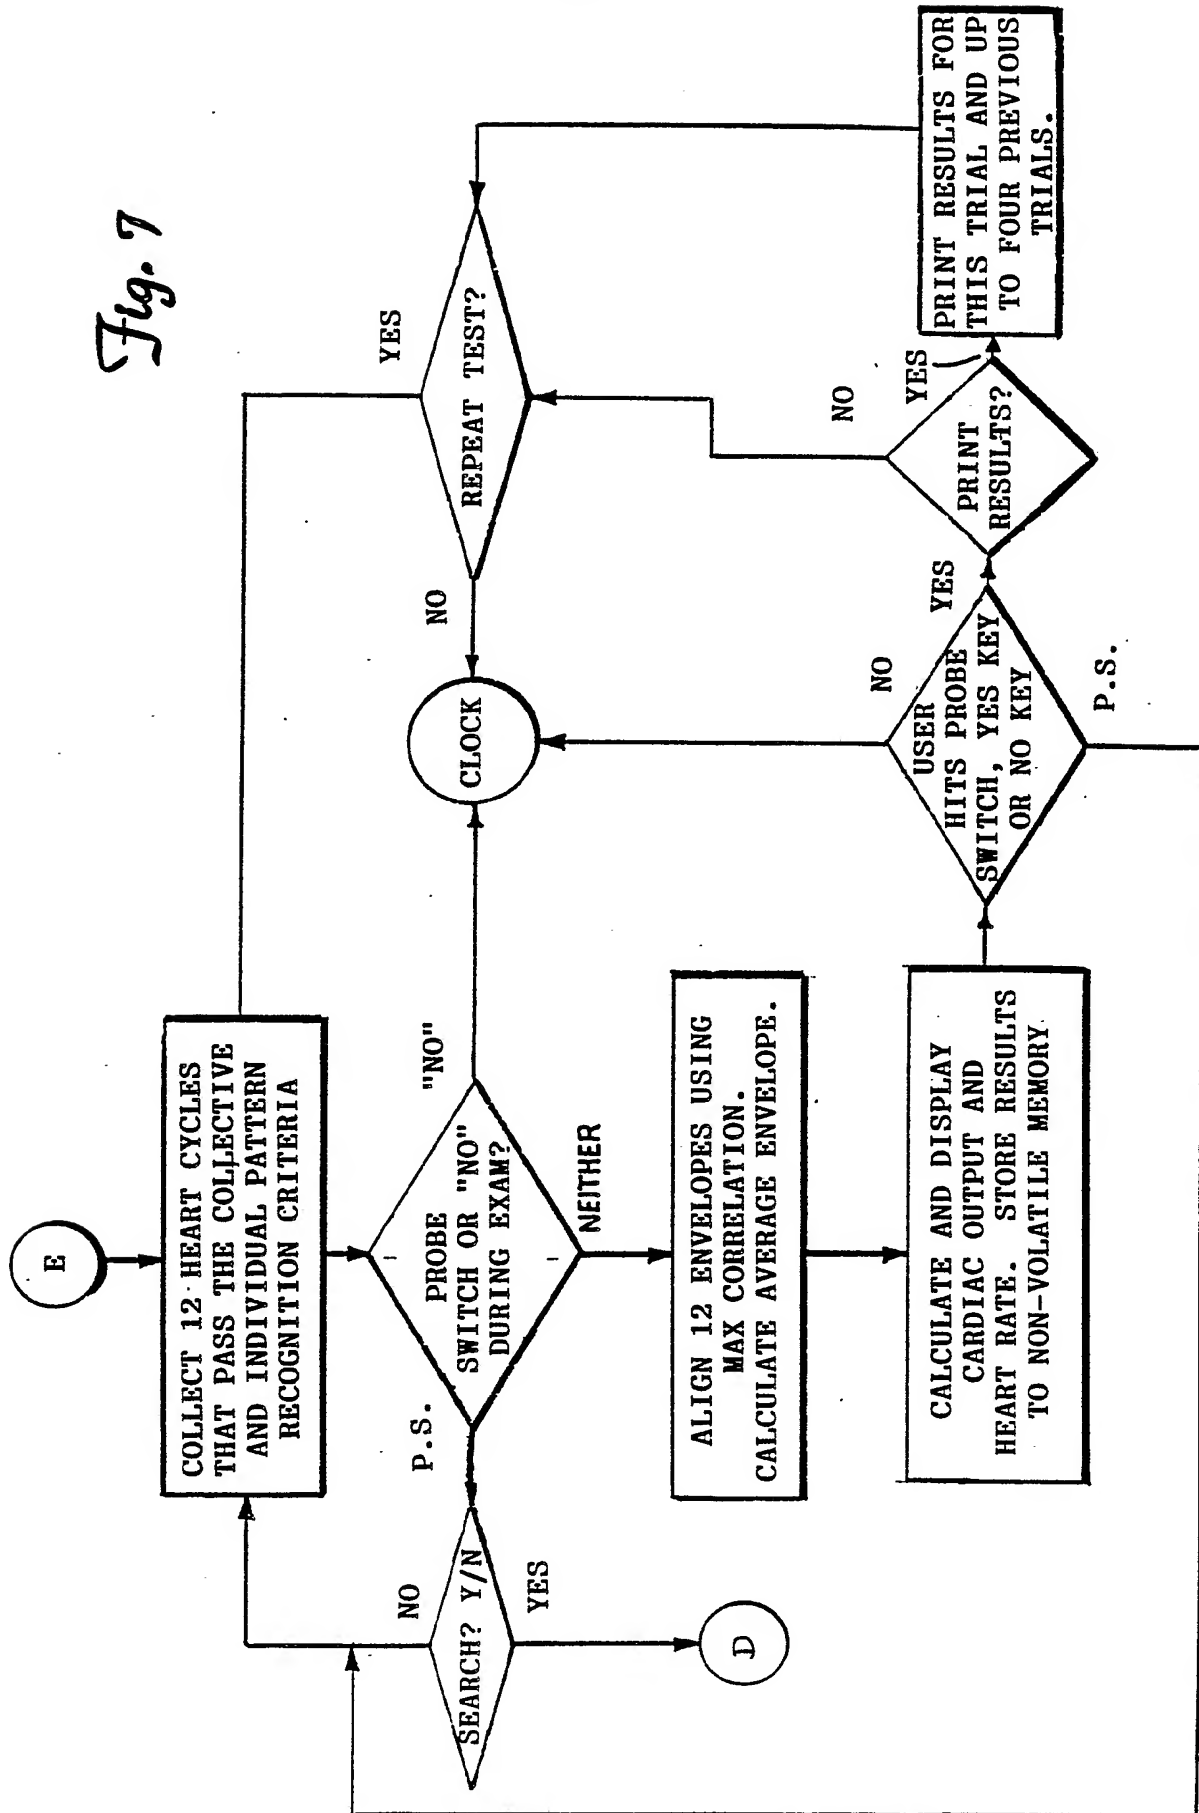 Fig. 7
E
COLLECT 12 HEART CYCLES
THAT PASS THE COLLECTIVE
AND INDIVIDUAL PATTERN
RECOGNITION CRITERIA
SEARCH? Y/N
NO
YES
D
P.S.
PROBE
SWITCH OR "NO"
DURING EXAM?
"NO"
NEITHER
CLOCK
NO
REPEAT TEST?
YES
ALIGN 12 ENVELOPES USING
MAX CORRELATION.
CALCULATE AVERAGE ENVELOPE.
CALCULATE AND DISPLAY
CARDIAC OUTPUT AND
HEART RATE. STORE RESULTS
TO NON-VOLATILE MEMORY
USER
HITS PROBE
SWITCH, YES KEY
OR NO KEY
NO
YES
P.S.
PRINT
RESULTS?
NO
YES
PRINT RESULTS FOR
THIS TRIAL AND UP
TO FOUR PREVIOUS
TRIALS.